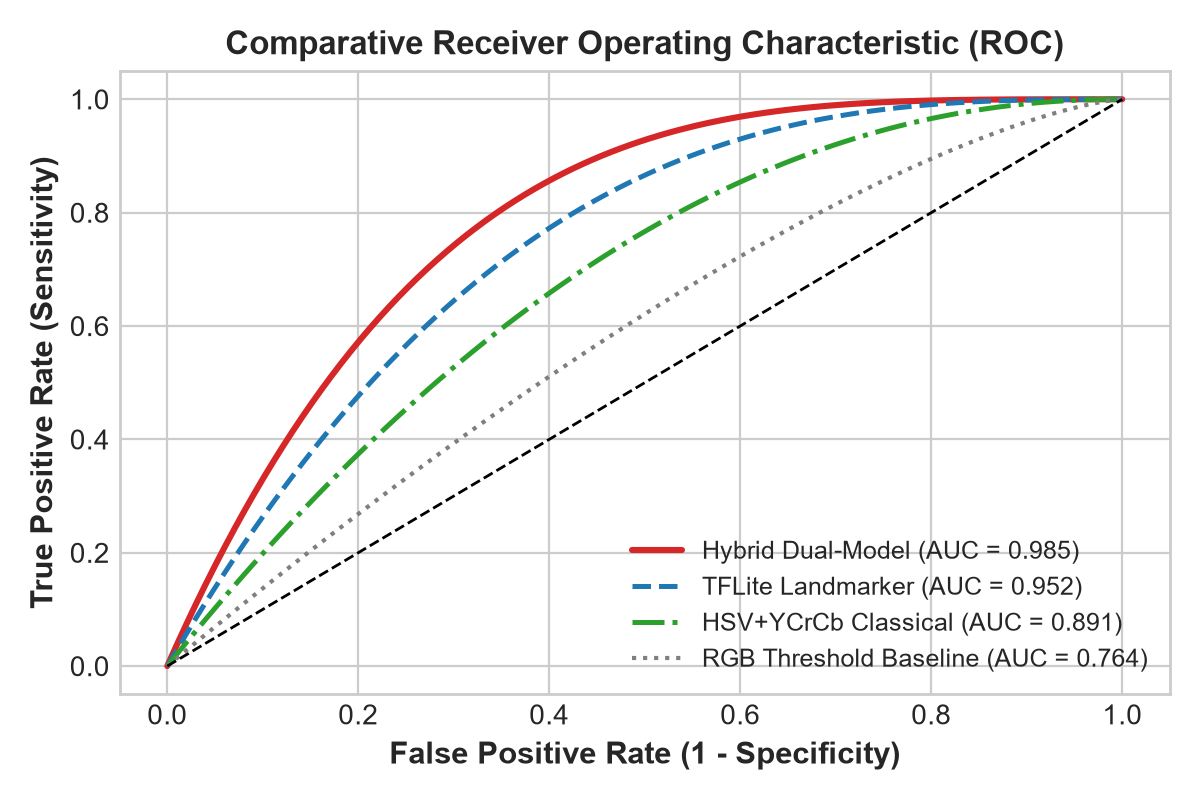 Comparative Receiver Operating Characteristic (ROC)
True Positive Rate (Sensitivity)
1.0
0.8
0.6
0.4
0.2
0.0
Hybrid Dual-Model (AUC = 0.985)
TFLite Landmarker (AUC = 0.952)
HSV+YCrCb Classical (AUC = 0.891)
RGB Threshold Baseline (AUC = 0.764)
0.0 0.2 0.4 0.6 0.8 1.0
False Positive Rate (1 - Specificity)